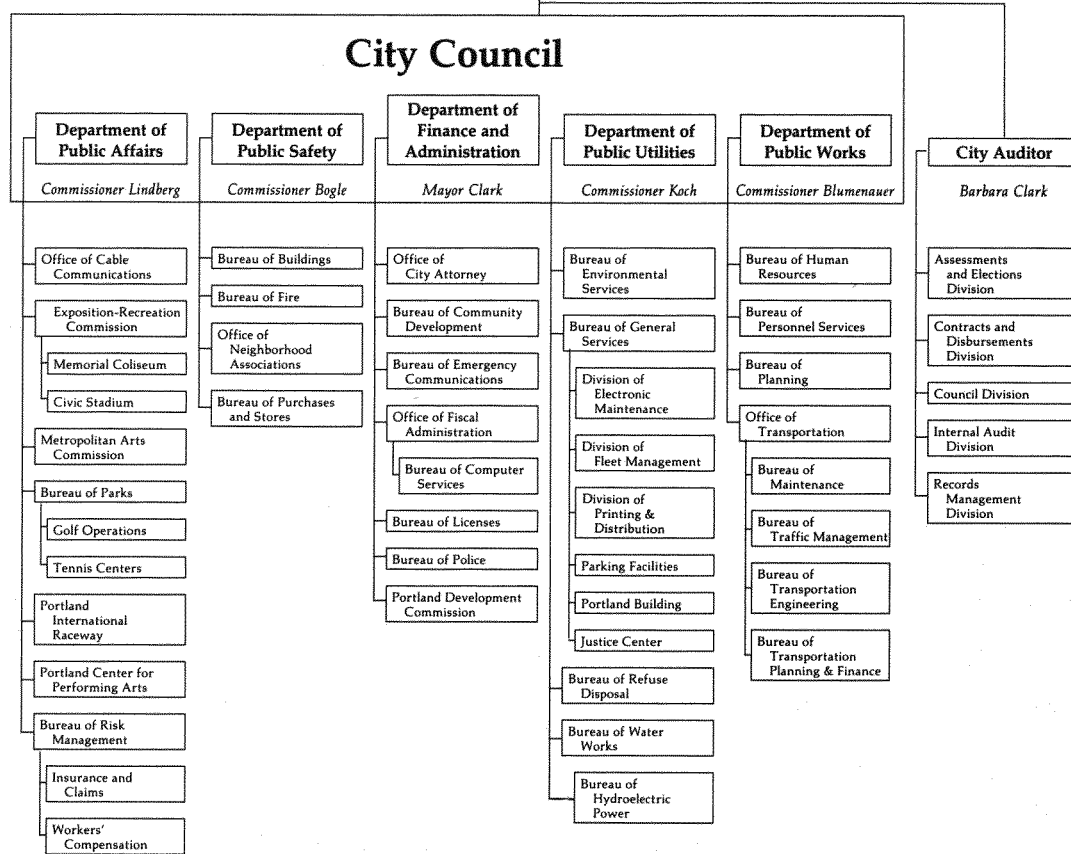 City Council
Department of
Public Affairs
Commissioner Lindberg
Office of Cable
Communications
Exposition-Recreation
Commission
Memorial Coliseum
Civic Stadium
Metropolitan Arts
Commission
Bureau of Parks
Golf Operations
Tennis Centers
Portland
International
Raceway
Portland Center for
Performing Arts
Bureau of Risk
Management
Insurance and
Claims
Workers'
Compensation
Department of
Public Safety
Commissioner Bogle
Bureau of Buildings
Bureau of Fire
Office of
Neighborhood
Associations
Bureau of Purchases
and Stores
Department of
Finance and
Administration
Mayor Clark
Office of
City Attorney
Bureau of Community
Development
Bureau of Emergency
Communications
Office of Fiscal
Administration
Bureau of Computer
Services
Bureau of Licenses
Bureau of Police
Portland Development
Commission
Department of
Public Utilities
Commissioner Koch
Bureau of
Environmental
Services
Bureau of General
Services
Division of
Electronic
Maintenance
Division of
Fleet Management
Division of
Printing &
Distribution
Parking Facilities
Portland Building
Justice Center
Bureau of Refuse
Disposal
Bureau of Water
Works
Bureau of
Hydroelectric
Power
Department of
Public Works
Commissioner Blumenauer
Bureau of Human
Resources
Bureau of
Personnel Services
Bureau of
Planning
Office of
Transportation
Bureau of
Maintenance
Bureau of
Traffic Management
Bureau of
Transportation
Engineering
Bureau of
Transportation
Planning & Finance
City Auditor
Barbara Clark
Assessments
and Elections
Division
Contracts and
Disbursements
Division
Council Division
Internal Audit
Division
Records
Management
Division